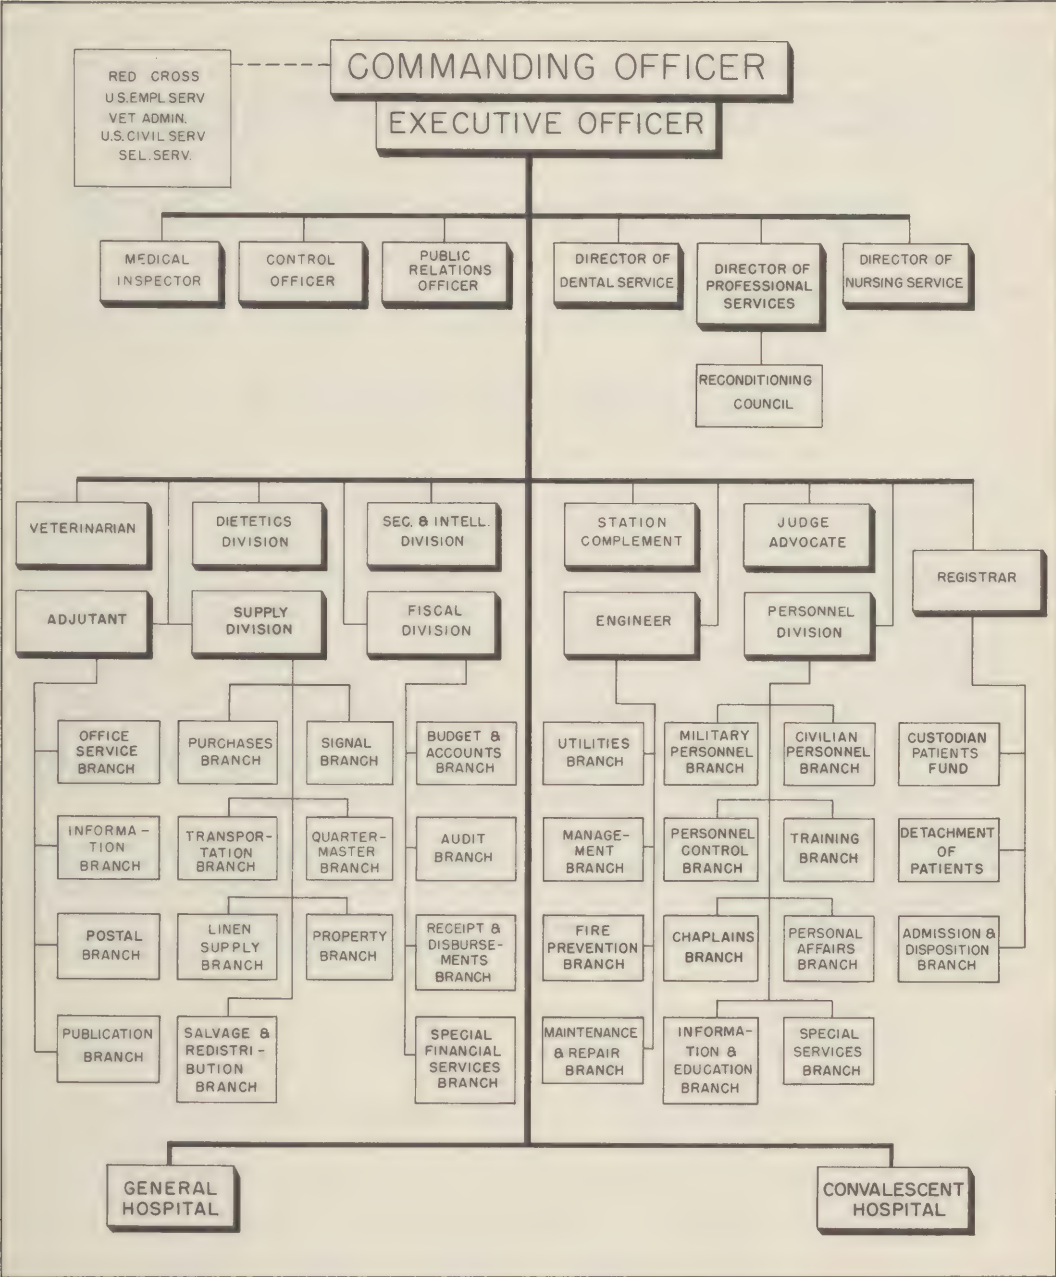 COMMANDING OFFICER
EXECUTIVE OFFICER
RED CROSS
U.S.EMPL SERV
VET ADMIN.
U.S. CIVIL SERV
SEL. SERV.
MEDICAL
INSPECTOR
CONTROL
OFFICER
PUBLIC
RELATIONS
OFFICER
DIRECTOR OF
DENTAL SERVICE
DIRECTOR OF
PROFESSIONAL
SERVICES
DIRECTOR OF
NURSING SERVICE
RECONDITIONING
COUNCIL
VETERINARIAN
DIETETICS
DIVISION
SEC. & INTELL.
DIVISION
STATION
COMPLEMENT
JUDGE
ADVOCATE
REGISTRAR
ADJUTANT
SUPPLY
DIVISION
FISCAL
DIVISION
ENGINEER
PERSONNEL
DIVISION
OFFICE
SERVICE
BRANCH
PURCHASES
BRANCH
SIGNAL
BRANCH
BUDGET &
ACCOUNTS
BRANCH
UTILITIES
BRANCH
MILITARY
PERSONNEL
BRANCH
CIVILIAN
PERSONNEL
BRANCH
CUSTODIAN
PATIENTS
FUND
INFORMA-
TION
BRANCH
TRANSPOR-
TATION
BRANCH
QUARTER-
MASTER
BRANCH
AUDIT
BRANCH
MANAGE-
MENT
BRANCH
PERSONNEL
CONTROL
BRANCH
TRAINING
BRANCH
DETACHMENT
OF
PATIENTS
POSTAL
BRANCH
LINEN
SUPPLY
BRANCH
PROPERTY
RECEIPT &
DISBURSE-
MENTS
BRANCH
FIRE
PREVENTION
BRANCH
CHAPLAINS
BRANCH
PERSONAL
AFFAIRS
BRANCH
ADMISSION &
DISPOSITION
BRANCH
PUBLICATION
BRANCH
SALVAGE &
REDISTRI-
BUTION
BRANCH
SPECIAL
FINANCIAL
SERVICES
BRANCH
MAINTENANCE
& REPAIR
BRANCH
INFORMA-
TION &
EDUCATION
BRANCH
SPECIAL
SERVICES
BRANCH
GENERAL
HOSPITAL
CONVALESCENT
HOSPITAL